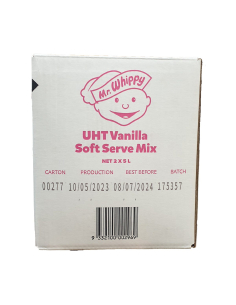 Mr. Whippy
UHT Vanilla
Soft Serve Mix
NET 2 X 5 L
CARTON PRODUCTION BEST BEFORE BATCH
00277 10/05/2023 08/07/2024 175357